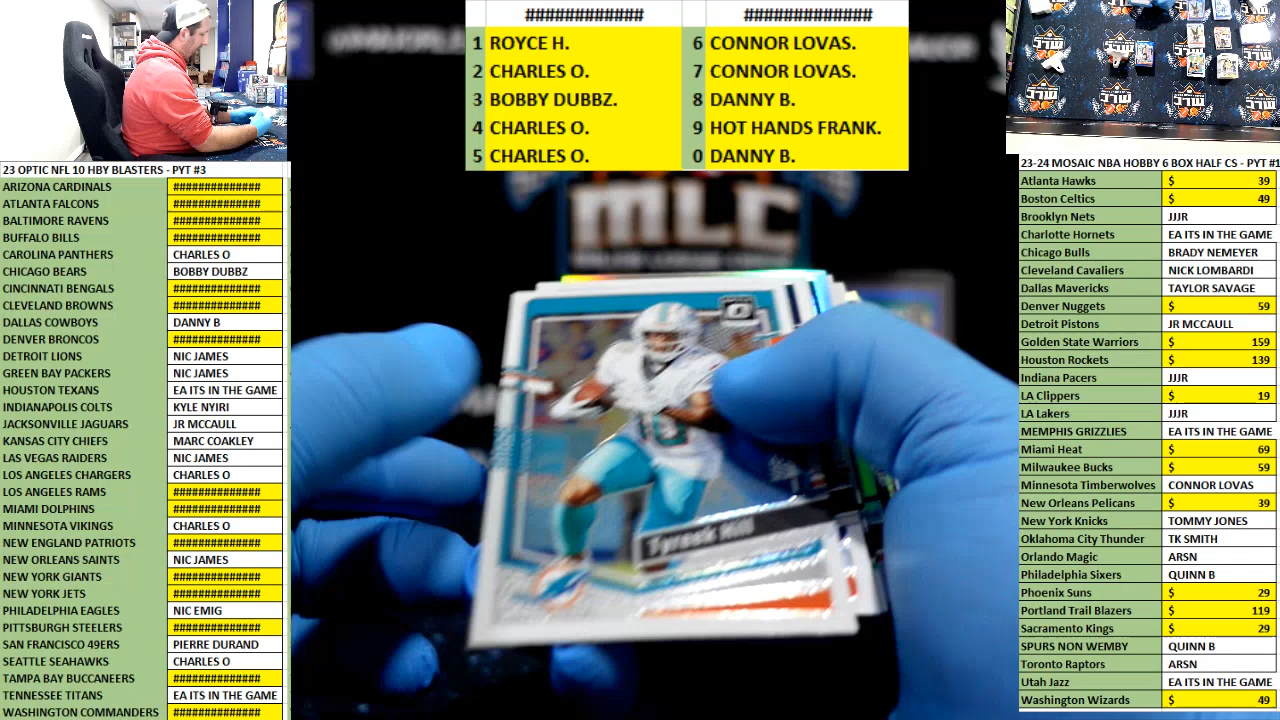 ############	#############
1 ROYCE H.	6 CONNOR LOVAS.
2 CHARLES O.	7 CONNOR LOVAS.
3 BOBBY DUBBZ.	8 DANNY B.
4 CHARLES O.	9 HOT HANDS FRANK.
5 CHARLES O.	0 DANNY B.
23 OPTIC NFL 10 HBY BLASTERS - PYT #3
ARIZONA CARDINALS ##############
ATLANTA FALCONS ##############
BALTIMORE RAVENS ##############
BUFFALO BILLS ##############
CAROLINA PANTHERS CHARLES O
CHICAGO BEARS BOBBY DUBBZ
CINCINNATI BENGALS ##############
CLEVELAND BROWNS ##############
DALLAS COWBOYS DANNY B
DENVER BRONCOS ##############
DETROIT LIONS NIC JAMES
GREEN BAY PACKERS NIC JAMES
HOUSTON TEXANS EA ITS IN THE GAME
INDIANAPOLIS COLTS KYLE NYIRI
JACKSONVILLE JAGUARS JR MCCAULL
KANSAS CITY CHIEFS MARC COAKLEY
LAS VEGAS RAIDERS NIC JAMES
LOS ANGELES CHARGERS CHARLES O
LOS ANGELES RAMS ##############
MIAMI DOLPHINS ##############
MINNESOTA VIKINGS CHARLES O
NEW ENGLAND PATRIOTS ##############
NEW ORLEANS SAINTS NIC JAMES
NEW YORK GIANTS ##############
NEW YORK JETS ##############
PHILADELPHIA EAGLES NIC EMIG
PITTSBURGH STEELERS ##############
SAN FRANCISCO 49ERS PIERRE DURAND
SEATTLE SEAHAWKS CHARLES O
TAMPA BAY BUCCANEERS ##############
TENNESSEE TITANS EA ITS IN THE GAME
WASHINGTON COMMANDERS ##############
MLC
Tyreek Hill
23-24 MOSAIC NBA HOBBY 6 BOX HALF CS - PYT #1
Atlanta Hawks $ 39
Boston Celtics $ 49
Brooklyn Nets JJJR
Charlotte Hornets EA ITS IN THE GAME
Chicago Bulls BRADY NEMEYER
Cleveland Cavaliers NICK LOMBARDI
Dallas Mavericks TAYLOR SAVAGE
Denver Nuggets $ 59
Detroit Pistons JR MCCAULL
Golden State Warriors $ 159
Houston Rockets $ 139
Indiana Pacers JJJR
LA Clippers $ 19
LA Lakers JJJR
MEMPHIS GRIZZLIES EA ITS IN THE GAME
Miami Heat $ 69
Milwaukee Bucks $ 59
Minnesota Timberwolves CONNOR LOVAS
New Orleans Pelicans $ 39
New York Knicks TOMMY JONES
Oklahoma City Thunder TK SMITH
Orlando Magic ARSN
Philadelphia Sixers QUINN B
Phoenix Suns $ 29
Portland Trail Blazers $ 119
Sacramento Kings $ 29
SPURS NON WEMBY QUINN B
Toronto Raptors ARSN
Utah Jazz EA ITS IN THE GAME
Washington Wizards $ 49